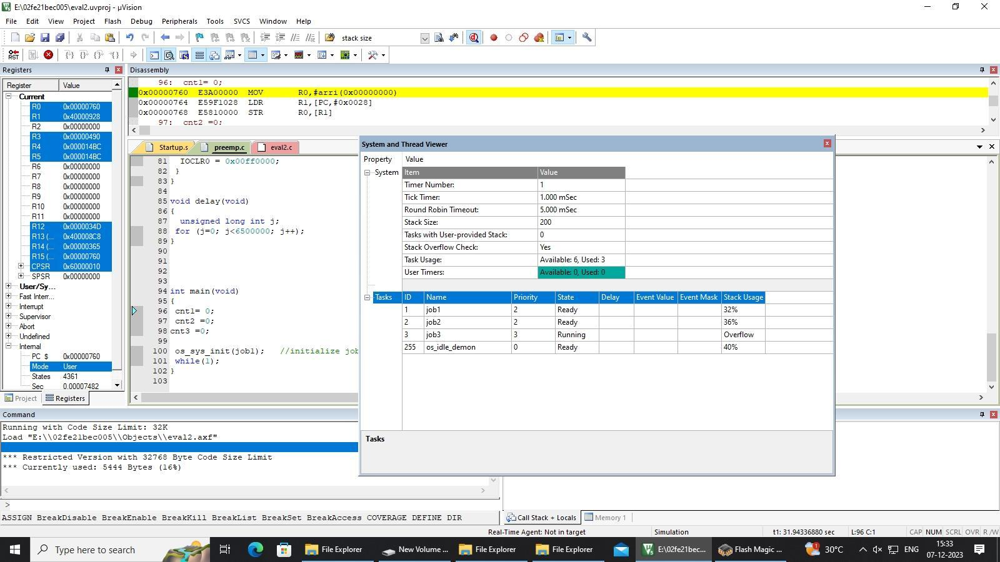 E:\02fe21bec005\eval2.uvproj - µVision
File Edit View Project Flash Debug Peripherals Tools SVCS Window Help
stack size
RST
Registers
Register Value
Current
R0 0x00000760
R1 0x40000928
R2 0x00000000
R3 0x00000490
R4 0x000014BC
R5 0x000014BC
R6 0x00000000
R7 0x00000000
R8 0x00000000
R9 0x00000000
R10 0x00000000
R11 0x00000000
R12 0x0000034D
R13 (... 0x400008C8
R14 (... 0x00000365
R15 (... 0x00000760
CPSR 0x60000010
SPSR 0x00000000
User/Sy...
Fast Interr...
Interrupt
Supervisor
Abort
Undefined
Internal
PC $ 0x00000760
Mode User
States 4361
Sec 0.00007482
Project Registers
Disassembly
96: cnt1= 0;
0x00000760 E3A00000 MOV R0,#arri(0x00000000)
0x00000764 E59F1028 LDR R1,[PC,#0x0028]
0x00000768 E5810000 STR R0,[R1]
97: cnt2 =0;
Startup.s preemp.c eval2.c
81 IOCLR0 = 0x00ff0000;
82 }
83 }
84
85 void delay(void)
86 {
87 unsigned long int j;
88 for (j=0; j<6500000; j++);
89 }
90
91
92
93
94 int main(void)
95 {
96 cnt1= 0;
97 cnt2 =0;
98 cnt3 =0;
99
100 os_sys_init(job1); //initialize job
101 while(1);
102 }
103
System and Thread Viewer
Property Value
System Item Value
Timer Number: 1
Tick Timer: 1.000 mSec
Round Robin Timeout: 5.000 mSec
Stack Size: 200
Tasks with User-provided Stack: 0
Stack Overflow Check: Yes
Task Usage: Available: 6, Used: 3
User Timers: Available: 0, Used: 0
Tasks ID Name Priority State Delay Event Value Event Mask Stack Usage
1 job1 2 Ready 32%
2 job2 2 Ready 36%
3 job3 3 Running Overflow
255 os_idle_demon 0 Ready 40%
Tasks
Command
Running with Code Size Limit: 32K
Load "E:\\02fe21bec005\\Objects\\eval2.axf"
*** Restricted Version with 32768 Byte Code Size Limit
*** Currently used: 5444 Bytes (16%)
>
ASSIGN BreakDisable BreakEnable BreakKill BreakList BreakSet BreakAccess COVERAGE DEFINE DIR
Call Stack + Locals Memory 1
Real-Time Agent: Not in target Simulation t1: 31.94336880 sec L:96 C:1 CAP NUM SCRL OVR R /W
Type here to search File Explorer New Volume ... File Explorer File Explorer E:\02fe21bec... Flash Magic ... 1 30°C ENG 15:33
07-12-2023